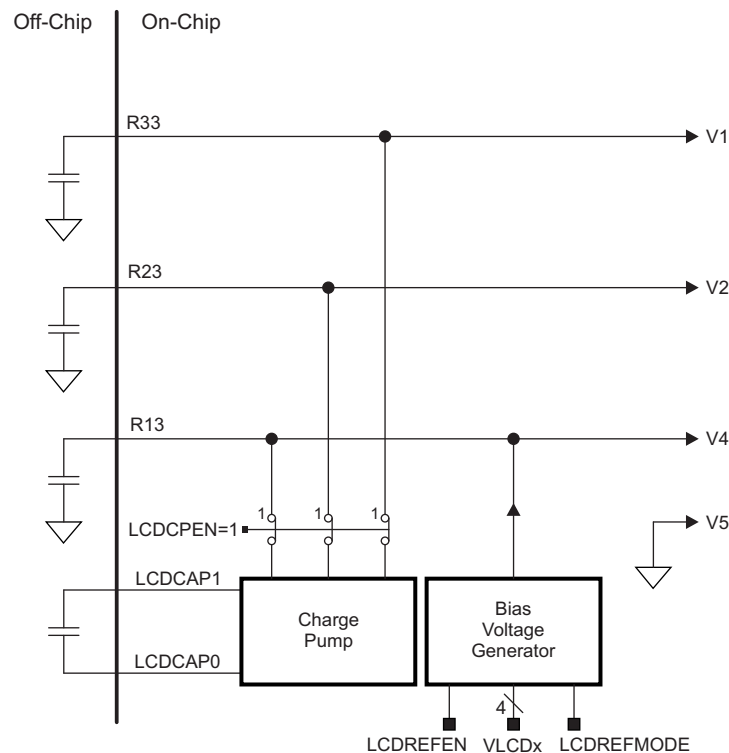 Off-Chip On-Chip
R33
V1
R23
V2
R13
V4
1 1 1
LCDCPEN=1
V5
LCDCAP1
Charge
Pump
Bias
Voltage
Generator
LCDCAP0
4
LCDREFEN VLCDx LCDREFMODE